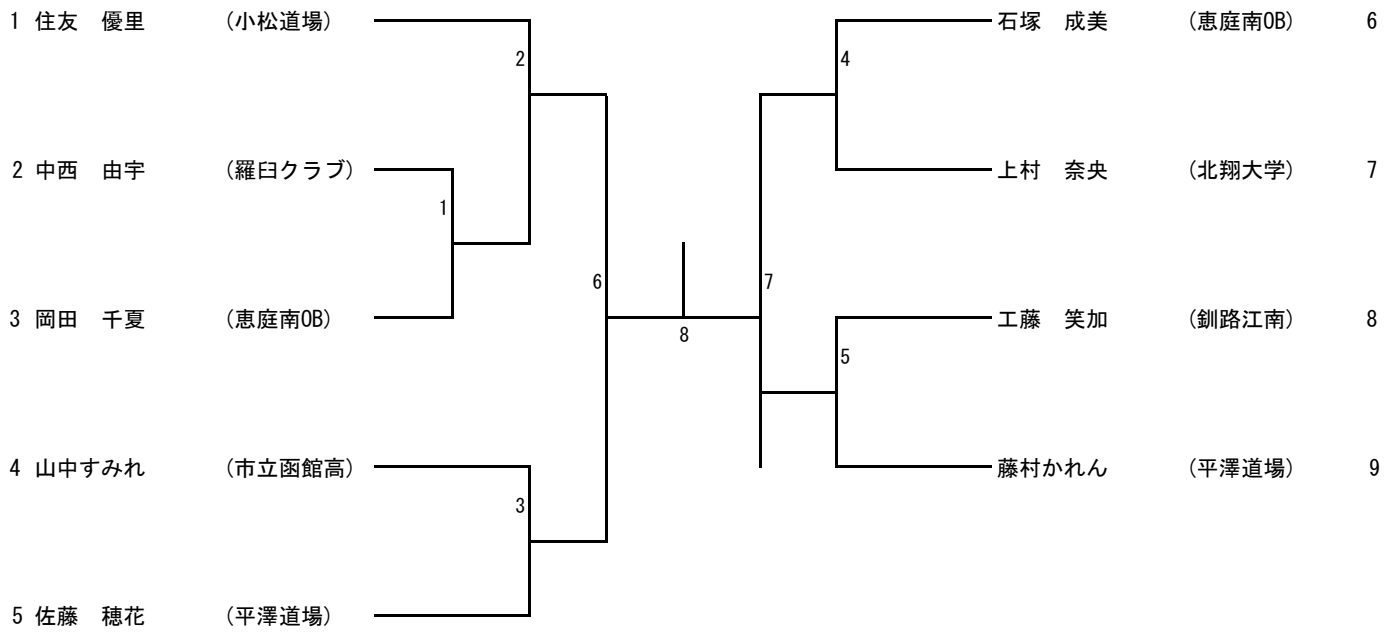 1 住友　優里 (小松道場)
2
2 中西　由宇 (羅臼クラブ)
1
3 岡田　千夏 (恵庭南OB)
6
4 山中すみれ (市立函館高)
3
5 佐藤　穂花 (平澤道場)
8
石塚　成美 (恵庭南OB) 6
4
上村　奈央 (北翔大学) 7
7
工藤　笑加 (釧路江南) 8
5
藤村かれん (平澤道場) 9